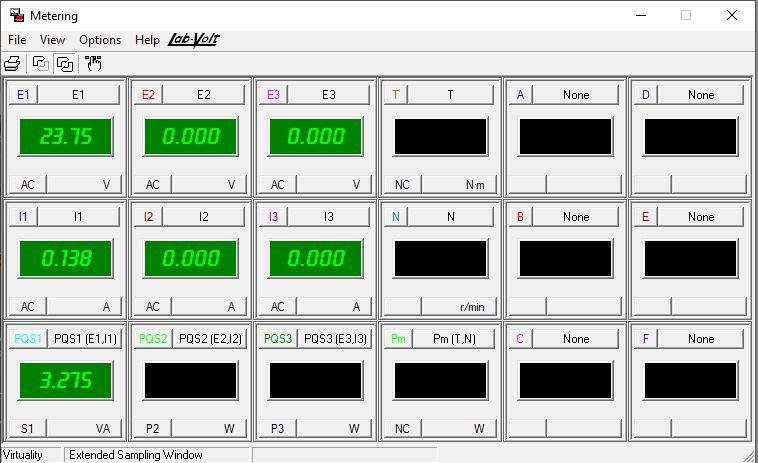 Metering
File View Options Help Lab-Volt
E1 E1 E2 E2 E3 E3 T T A None D None
23.75 0.000 0.000
AC V AC V AC V NC N·m
I1 I1 I2 I2 I3 I3 N N B None E None
0.138 0.000 0.000
AC A AC A AC A r/min
PQS1 PQS1 (E1,I1) PQS2 PQS2 (E2,I2) PQS3 PQS3 (E3,I3) Pm Pm (T,N) C None F None
3.275
S1 VA P2 W P3 W NC W
Virtuality Extended Sampling Window